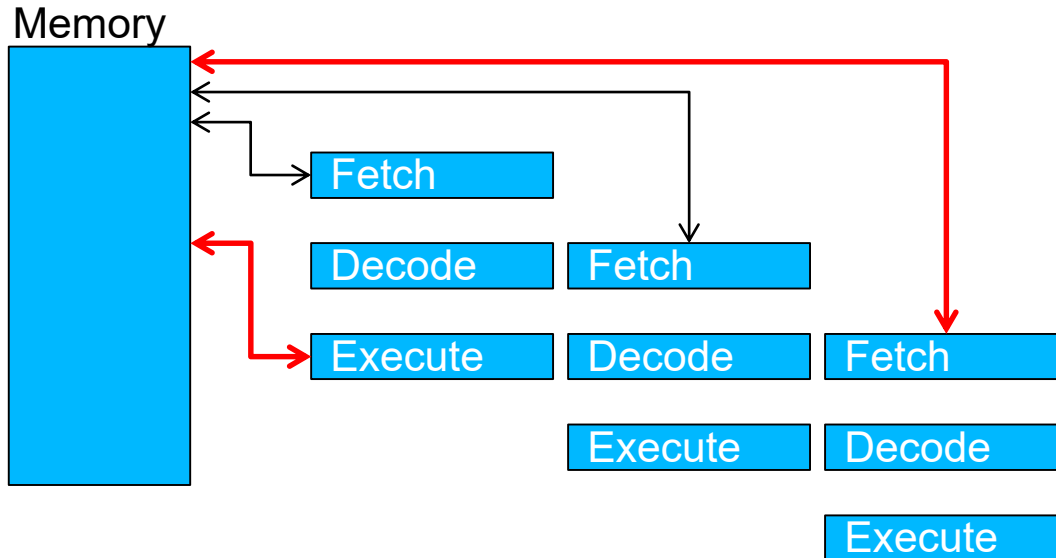 Memory
Fetch
Decode Fetch
Execute Decode Fetch
Execute Decode
Execute